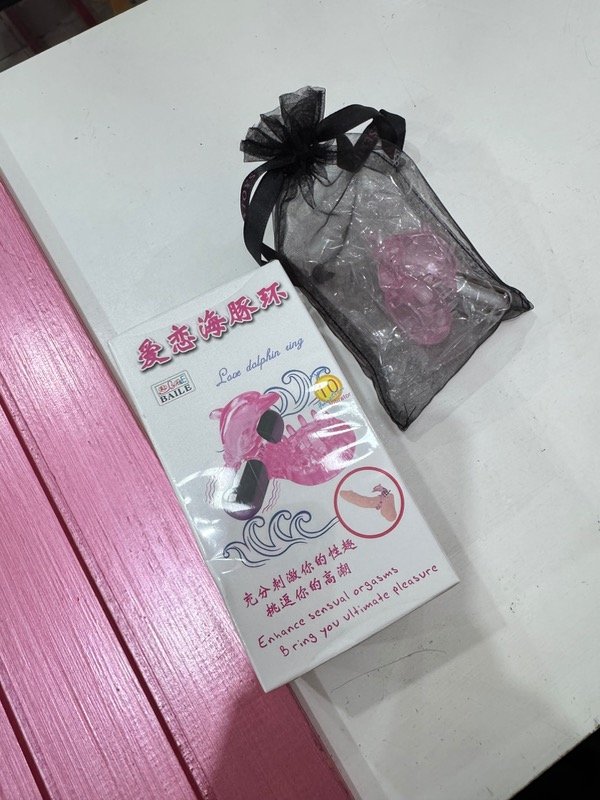 爱恋海豚环
Love dolphin ring
BAILE
10
充分刺激你的性趣
挑逗你的高潮
Enhance sensual orgasms
Bring you ultimate pleasure